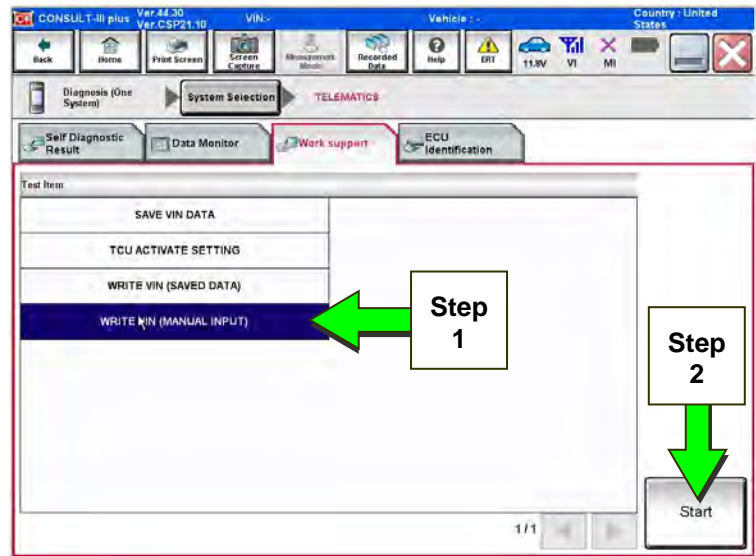 CONSULT-III plus Ver.44.30 VIN:- Vehicle : - Country : United
Ver.CSP21.10 States
Back Home Print Screen Screen Capture Measurement Mode Recorded Data Help ERT 11.8V VI MI
Diagnosis (One System) System Selection TELEMATICS
Self Diagnostic Result Data Monitor Work support ECU Identification
Test Item
SAVE VIN DATA
TCU ACTIVATE SETTING
WRITE VIN (SAVED DATA)
WRITE VIN (MANUAL INPUT)
Step
1
Step
2
Start
1/1